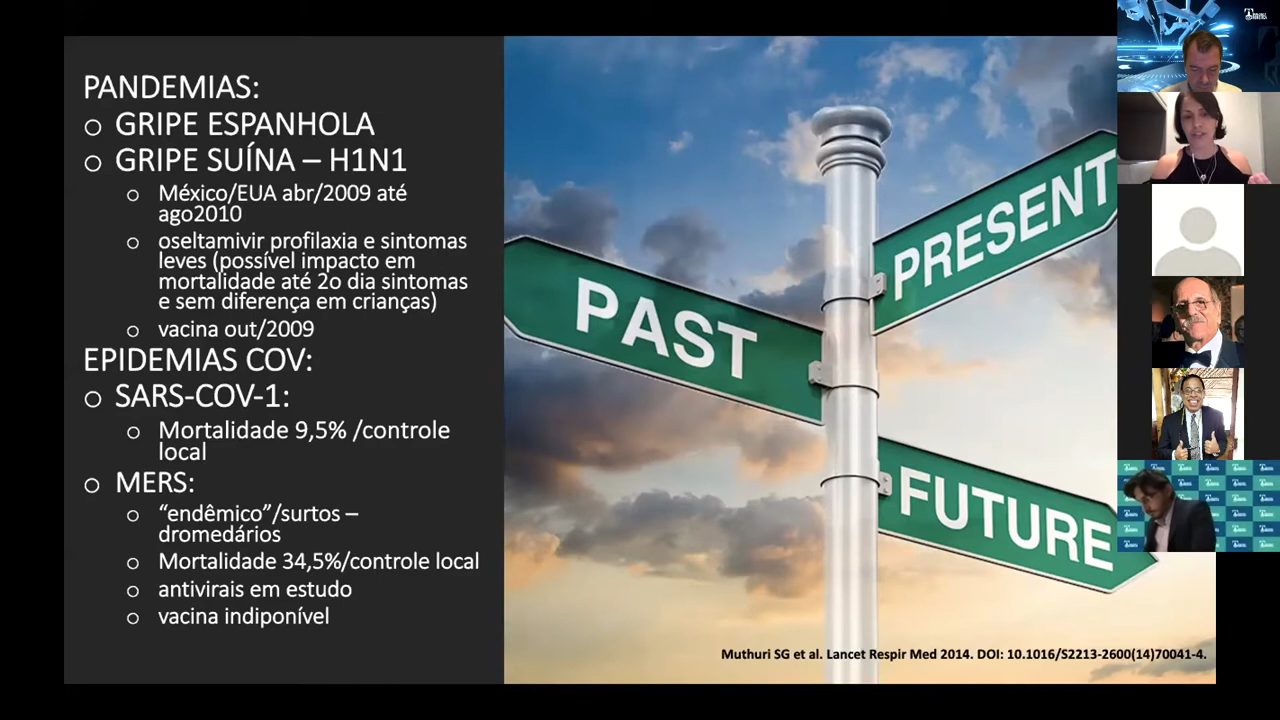 PANDEMIAS:
o GRIPE ESPANHOLA
o GRIPE SUÍNA – H1N1
o México/EUA abr/2009 até
ago2010
o oseltamivir profilaxia e sintomas
leves (possível impacto em
mortalidade até 2o dia sintomas
e sem diferença em crianças)
o vacina out/2009
EPIDEMIAS COV:
o SARS-COV-1:
o Mortalidade 9,5% /controle
local
o MERS:
o “endêmico”/surtos –
dromedários
o Mortalidade 34,5%/controle local
o antivirais em estudo
o vacina indiponível
PAST
PRESENT
FUTURE
Muthuri SG et al. Lancet Respir Med 2014. DOI: 10.1016/S2213-2600(14)70041-4.